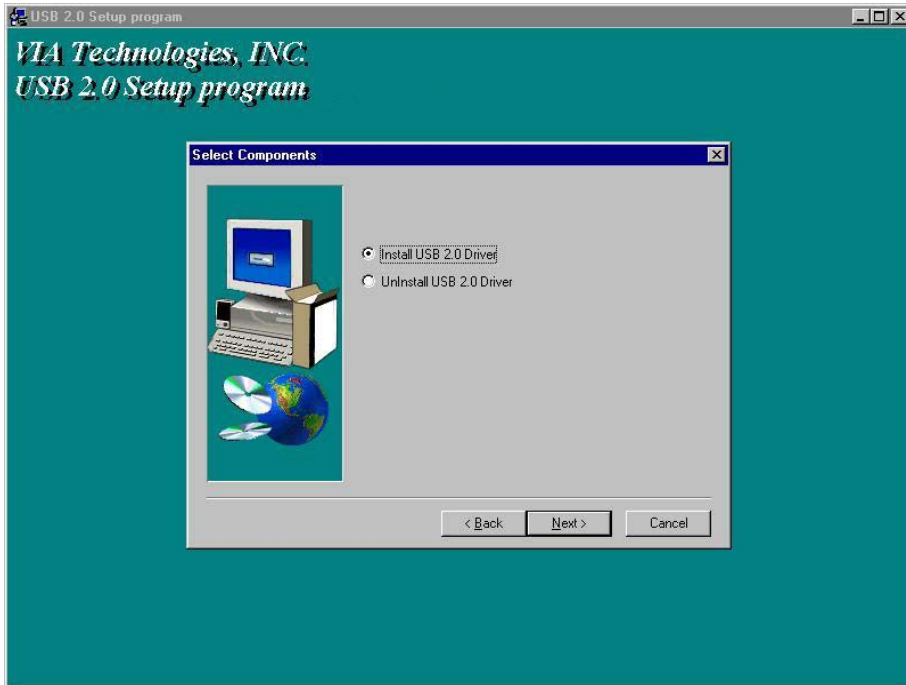 USB 2.0 Setup program
VIA Technologies, INC.
USB 2.0 Setup program
Select Components
Install USB 2.0 Driver
UnInstall USB 2.0 Driver
< Back
Next >
Cancel